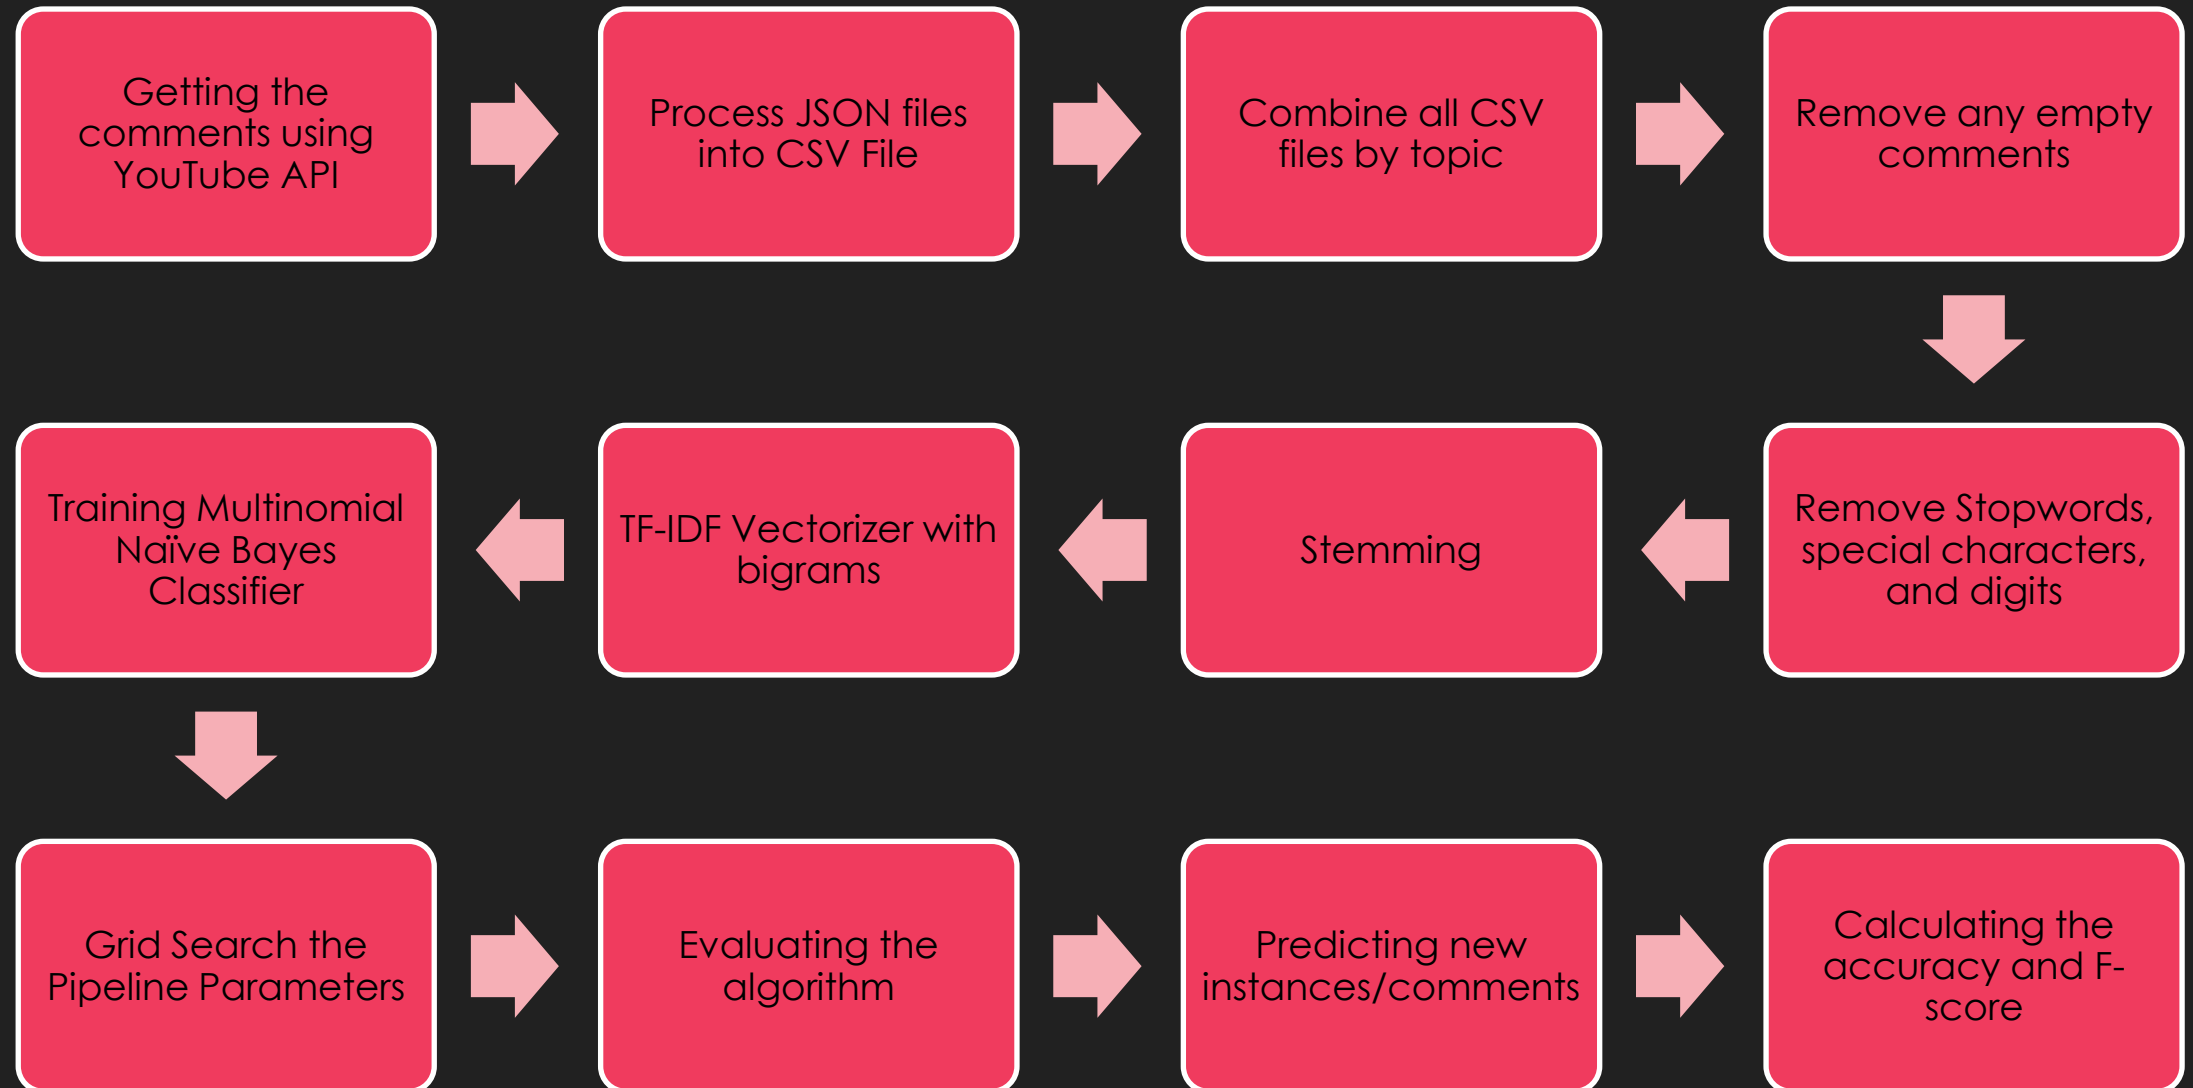 Getting the
comments using
YouTube API
Process JSON files
into CSV File
Combine all CSV
files by topic
Remove any empty
comments
Remove Stopwords,
special characters,
and digits
Stemming
TF-IDF Vectorizer with
bigrams
Training Multinomial
Naïve Bayes
Classifier
Grid Search the
Pipeline Parameters
Evaluating the
algorithm
Predicting new
instances/comments
Calculating the
accuracy and F-
score